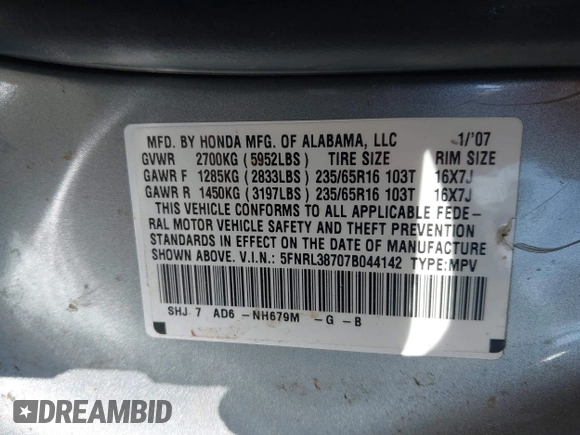 MFD. BY HONDA MFG. OF ALABAMA, LLC 1/'07
GVWR 2700KG (5952LBS) TIRE SIZE RIM SIZE
GAWR F 1285KG (2833LBS) 235/65R16 103T 16X7J
GAWR R 1450KG (3197LBS) 235/65R16 103T 16X7J
THIS VEHICLE CONFORMS TO ALL APPLICABLE FEDE-
RAL MOTOR VEHICLE SAFETY AND THEFT PREVENTION
STANDARDS IN EFFECT ON THE DATE OF MANUFACTURE
SHOWN ABOVE. V.I.N.: 5FNRL38707B044142 TYPE:MPV
SHJ 7 AD6 -NH679M -G -B
DREAMBID